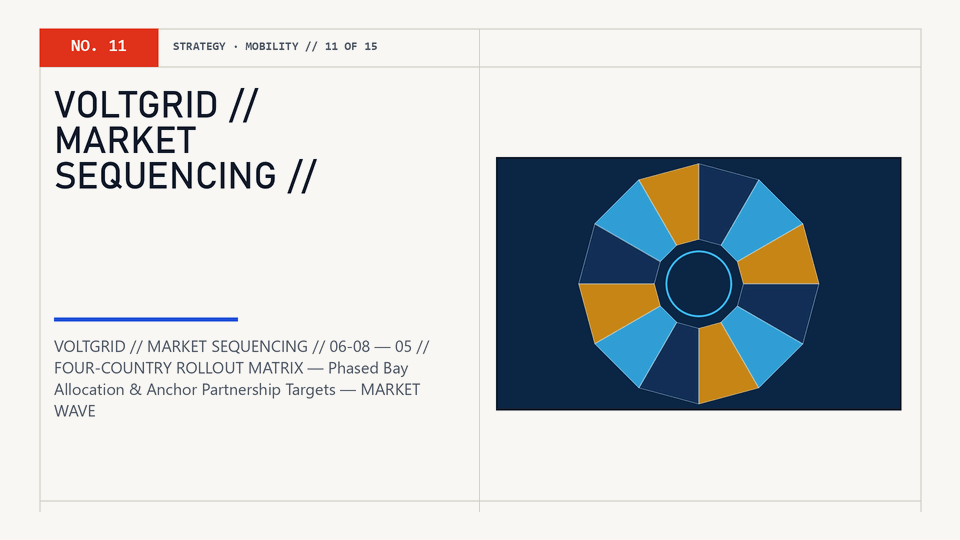 NO. 11
STRATEGY · MOBILITY // 11 OF 15
VOLTGRID //
MARKET
SEQUENCING //
VOLTGRID // MARKET SEQUENCING // 06-08 — 05 //
FOUR-COUNTRY ROLLOUT MATRIX — Phased Bay
Allocation & Anchor Partnership Targets — MARKET
WAVE